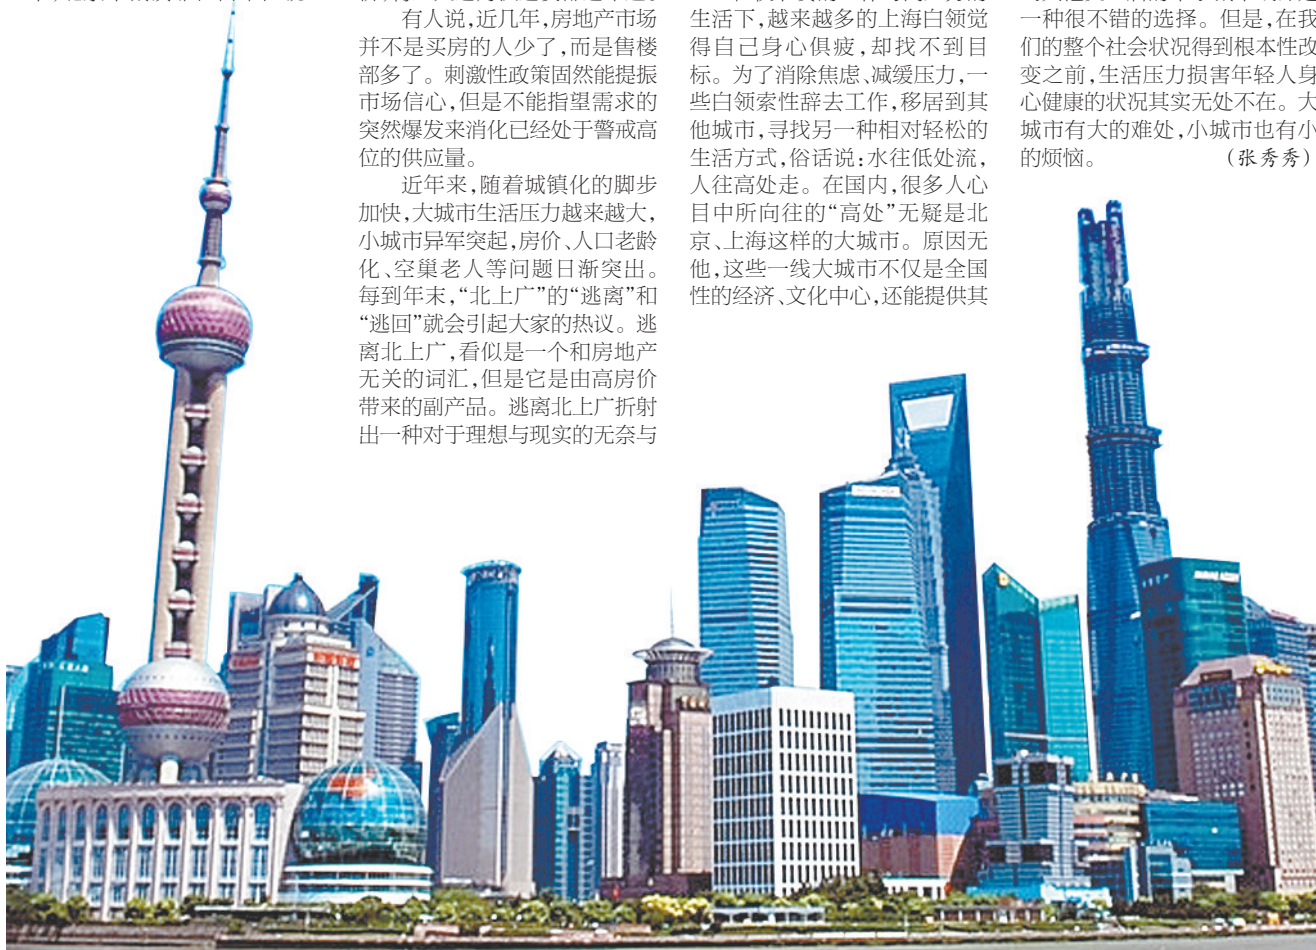 有人说,近几年,房地产市场
并不是买房的人少了,而是售楼
部多了。刺激性政策固然能提振
市场信心,但是不能指望需求的
突然爆发来消化已经处于警戒高
位的供应量。
近年来,随着城镇化的脚步
加快,大城市生活压力越来越大,
小城市异军突起,房价、人口老龄
化、空巢老人等问题日渐突出。
每到年末,“北上广”的“逃离”和
“逃回”就会引起大家的热议。逃
离北上广,看似是一个和房地产
无关的词汇,但是它是由高房价
带来的副产品。逃离北上广折射
出一种对于理想与现实的无奈与
生活下,越来越多的上海白领觉
得自己身心俱疲,却找不到目
标。为了消除焦虑、减缓压力,一
些白领索性辞去工作,移居到其
他城市,寻找另一种相对轻松的
生活方式,俗话说:水往低处流,
人往高处走。在国内,很多人心
目中所向往的“高处”无疑是北
京、上海这样的大城市。原因无
他,这些一线大城市不仅是全国
性的经济、文化中心,还能提供其
一种很不错的选择。但是,在我
们的整个社会状况得到根本性改
变之前,生活压力损害年轻人身
心健康的状况其实无处不在。大
城市有大的难处,小城市也有小
的烦恼。 (张秀秀)